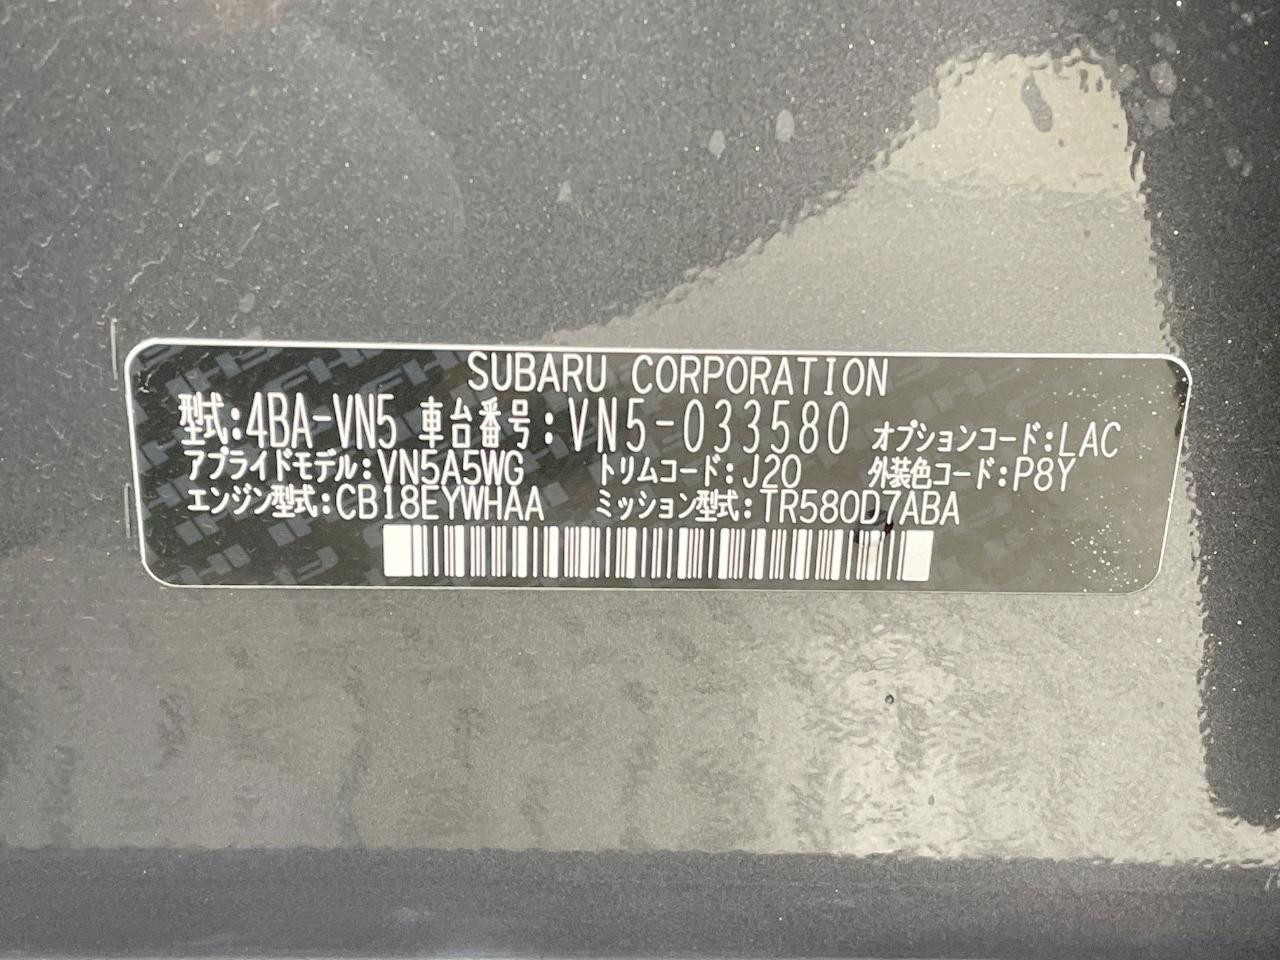 SUBARU CORPORATION
型式:4BA-VN5 車台番号:VN5-033580 オプションコード:LAC
アプライドモデル:VN5A5WG トリムコード:J20 外装色コード:P8Y
エンジン型式:CB18EYWHAA ミッション型式:TR580D7ABA